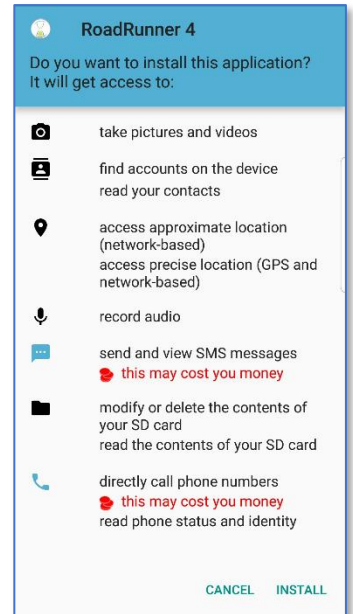 RoadRunner 4
Do you want to install this application?
It will get access to:
take pictures and videos
find accounts on the device
read your contacts
access approximate location
(network-based)
access precise location (GPS and
network-based)
record audio
send and view SMS messages
this may cost you money
modify or delete the contents of
your SD card
read the contents of your SD card
directly call phone numbers
this may cost you money
read phone status and identity
CANCEL INSTALL